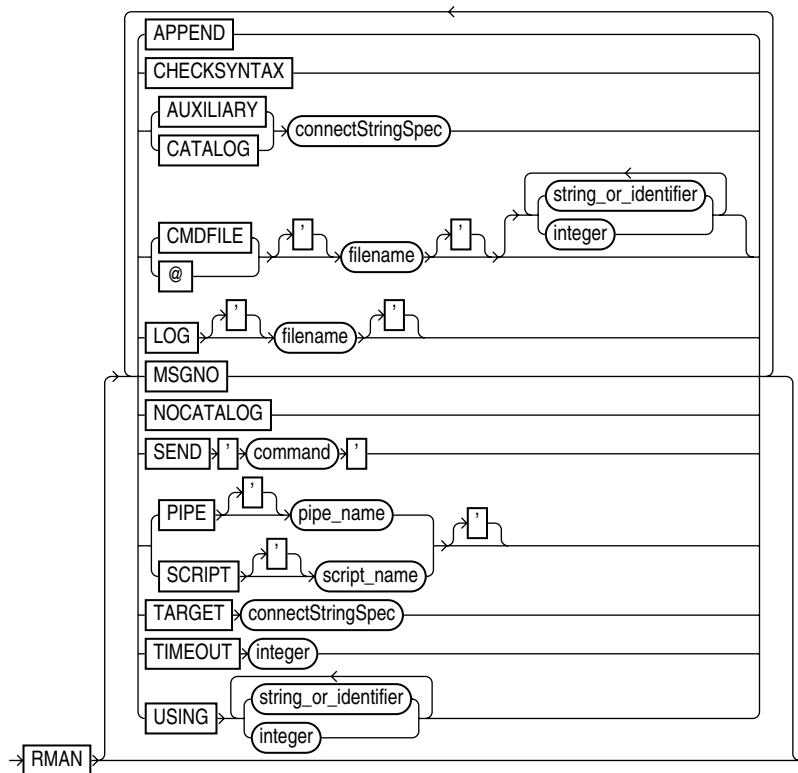 APPEND
CHECKSYNTAX
AUXILIARY
CATALOG
connectStringSpec
CMDFILE
@
'
filename
'
string_or_identifier
integer
LOG
'
filename
'
MSGNO
NOCATALOG
SEND ' command '
PIPE ' pipe_name
SCRIPT ' script_name
'
TARGET connectStringSpec
TIMEOUT integer
USING
string_or_identifier
integer
RMAN